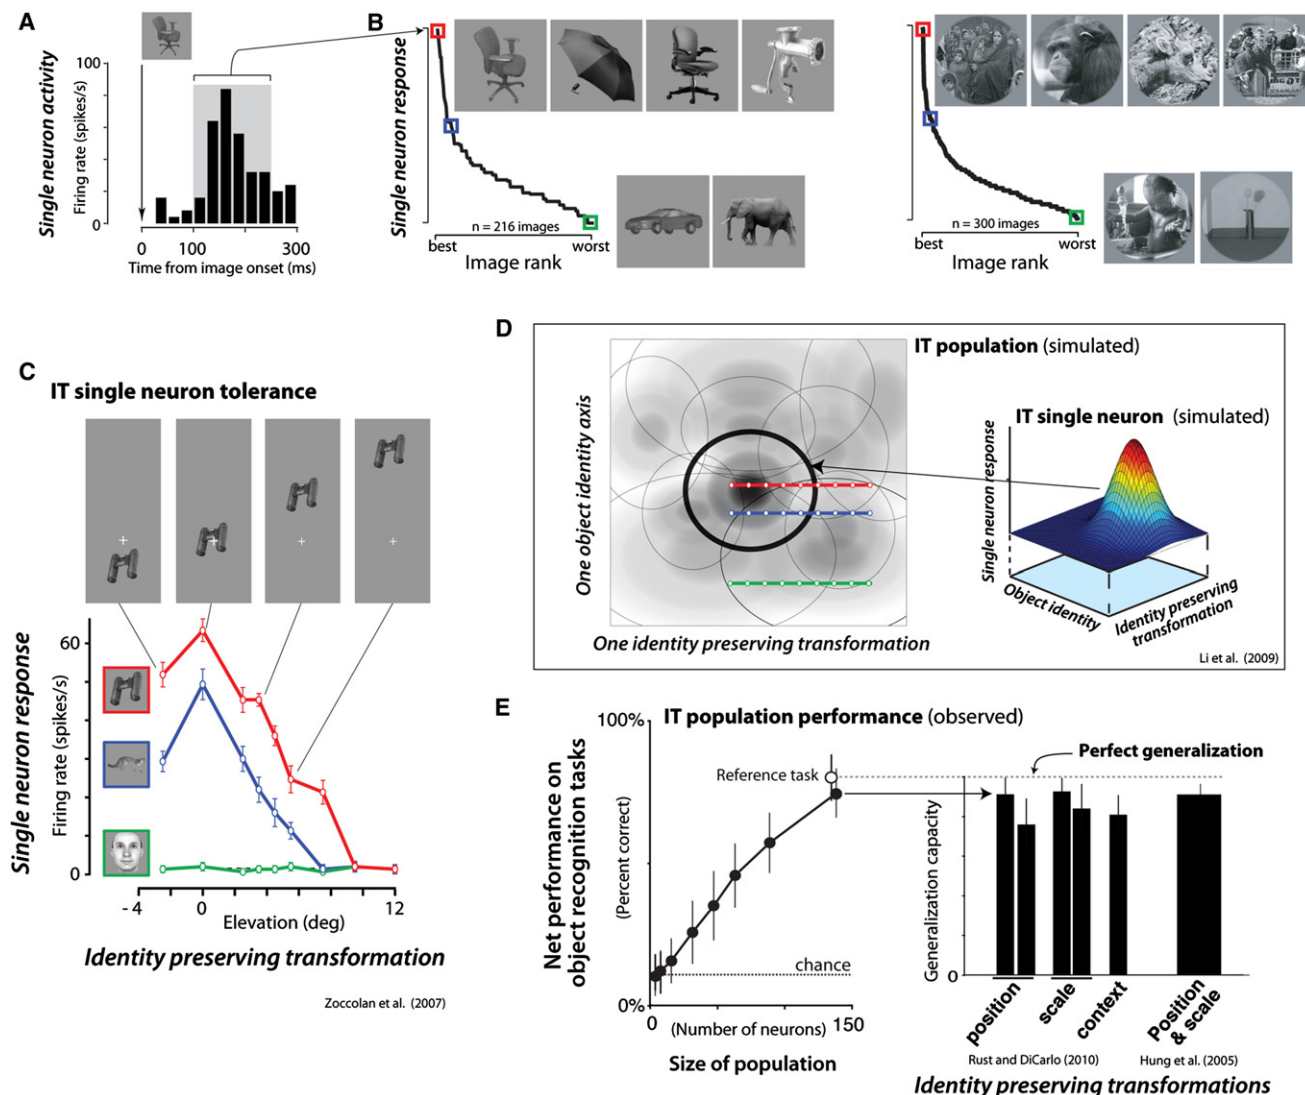 A
Single neuron activity
Firing rate (spikes/s)
100
0
0
100
300
Time from image onset (ms)
B
Single neuron response
n = 216 images
best
worst
Image rank
n = 300 images
best
worst
Image rank
C
IT single neuron tolerance
Single neuron response
Firing rate (spikes/s)
60
0
- 4
0
12
Elevation (deg)
Identity preserving transformation
Zoccolan et al. (2007)
D
IT population (simulated)
One object identity axis
One identity preserving transformation
IT single neuron (simulated)
Single neuron response
Object identity
Identity preserving
transformation
Li et al. (2009)
E
IT population performance (observed)
Net performance on
object recognition tasks
(Percent correct)
100%
0%
Reference task
chance
0
(Number of neurons)
150
Size of population
Perfect generalization
Generalization capacity
0
position
scale
context
Position
& scale
Rust and DiCarlo (2010)
Hung et al. (2005)
Identity preserving transformations